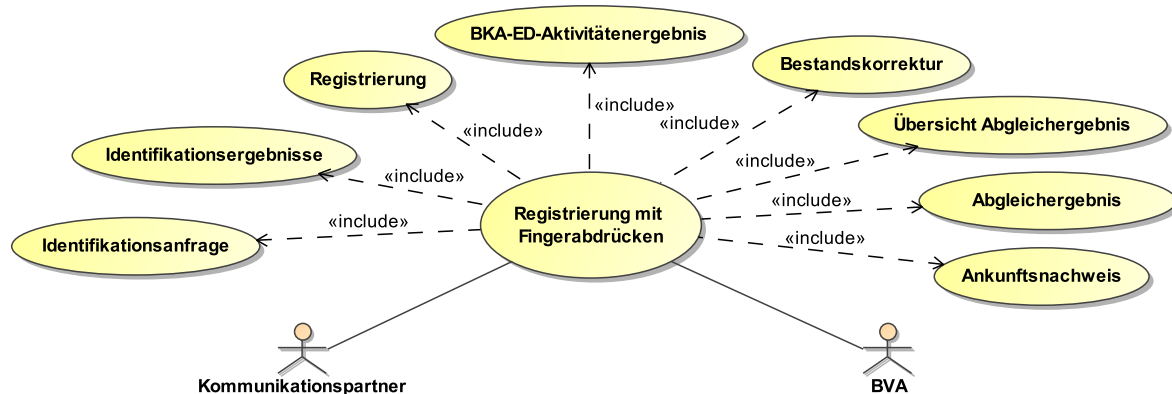 BKA-ED-Aktivitätenergebnis
Bestandskorrektur
Registrierung
«include»
«include»
«include»
Übersicht Abgleichergebnis
Identifikationsergebnisse
«include»
«include»
Abgleichergebnis
Registrierung mit
Fingerabdrücken
«include»
«include»
Identifikationsanfrage
«include»
Ankunftsnachweis
Kommunikationspartner
BVA